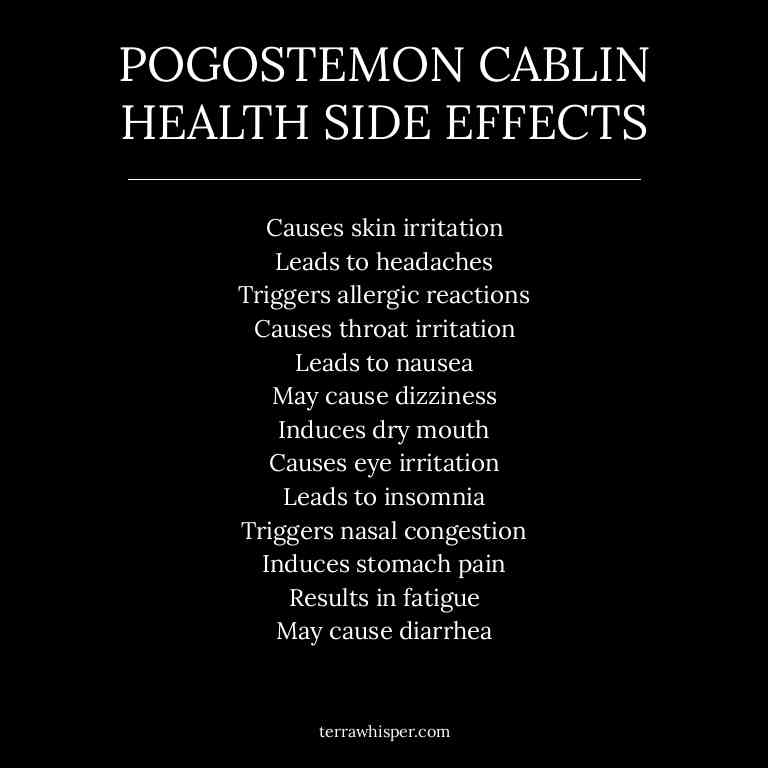 POGOSTEMON CABLIN
HEALTH SIDE EFFECTS
Causes skin irritation
Leads to headaches
Triggers allergic reactions
Causes throat irritation
Leads to nausea
May cause dizziness
Induces dry mouth
Causes eye irritation
Leads to insomnia
Triggers nasal congestion
Induces stomach pain
Results in fatigue
May cause diarrhea
terrawhisper.com